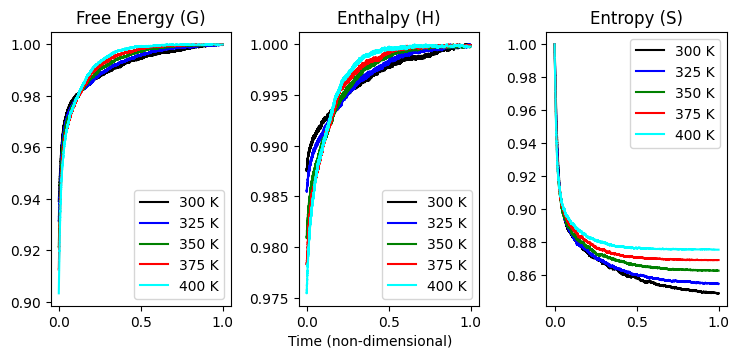 Free Energy (G)
1.00
0.98
0.96
0.94
0.92
0.90
0.0
0.5
1.0
300 K
325 K
350 K
375 K
400 K
Enthalpy (H)
1.000
0.995
0.990
0.985
0.980
0.975
0.0
0.5
1.0
300 K
325 K
350 K
375 K
400 K
Time (non-dimensional)
Entropy (S)
1.00
0.98
0.96
0.94
0.92
0.90
0.88
0.86
0.0
0.5
1.0
300 K
325 K
350 K
375 K
400 K